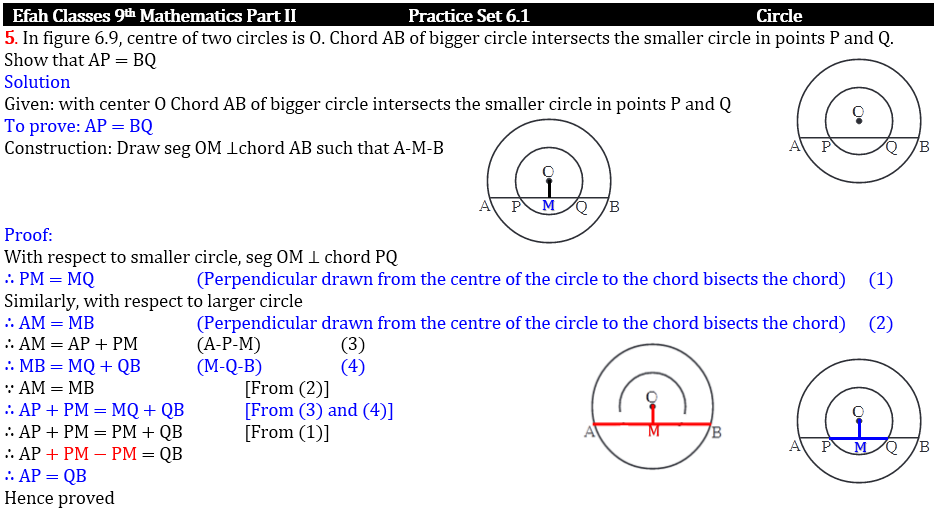 Efah Classes 9th Mathematics Part II Practice Set 6.1 Circle
5. In figure 6.9, centre of two circles is O. Chord AB of bigger circle intersects the smaller circle in points P and Q.
Show that AP = BQ
Solution
Given: with center O Chord AB of bigger circle intersects the smaller circle in points P and Q
To prove: AP = BQ
Construction: Draw seg OM ⊥chord AB such that A-M-B
O
A P Q B
O
A P M Q B
Proof:
With respect to smaller circle, seg OM ⊥ chord PQ
∴ PM = MQ (Perpendicular drawn from the centre of the circle to the chord bisects the chord) (1)
Similarly, with respect to larger circle
∴ AM = MB (Perpendicular drawn from the centre of the circle to the chord bisects the chord) (2)
∴ AM = AP + PM (A-P-M) (3)
∴ MB = MQ + QB (M-Q-B) (4)
∵ AM = MB [From (2)]
∴ AP + PM = MQ + QB [From (3) and (4)]
∴ AP + PM = PM + QB [From (1)]
∴ AP + PM − PM = QB
∴ AP = QB
Hence proved
O
A M B
O
A P M Q B